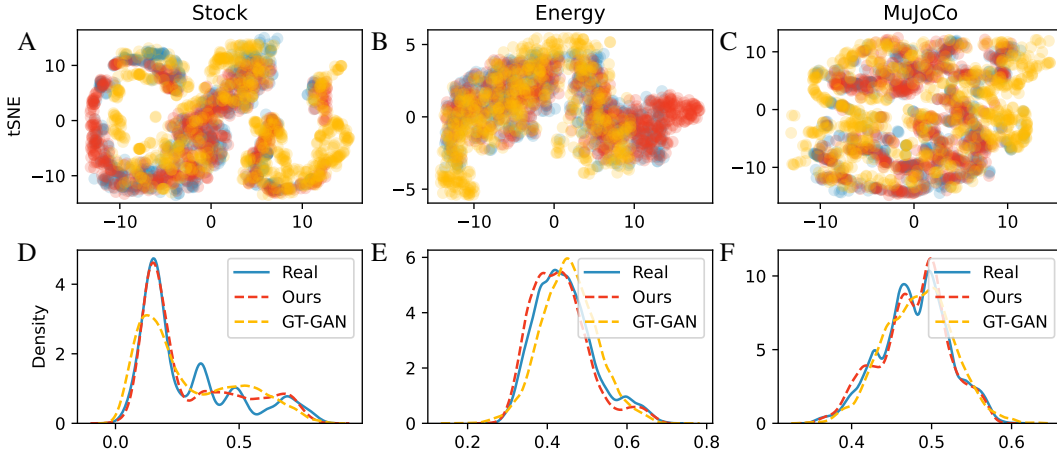 Stock
Energy
MuJoCo
A
B
C
tSNE
10
0
−10
−10
0
10
5
0
−5
−10
0
10
10
0
−10
−10
0
10
D
E
F
Density
4
2
0
0.0
0.5
Real
Ours
GT-GAN
4
2
0
0.2
0.4
0.6
0.8
Real
Ours
GT-GAN
10
5
0
0.4
0.5
0.6
Real
Ours
GT-GAN